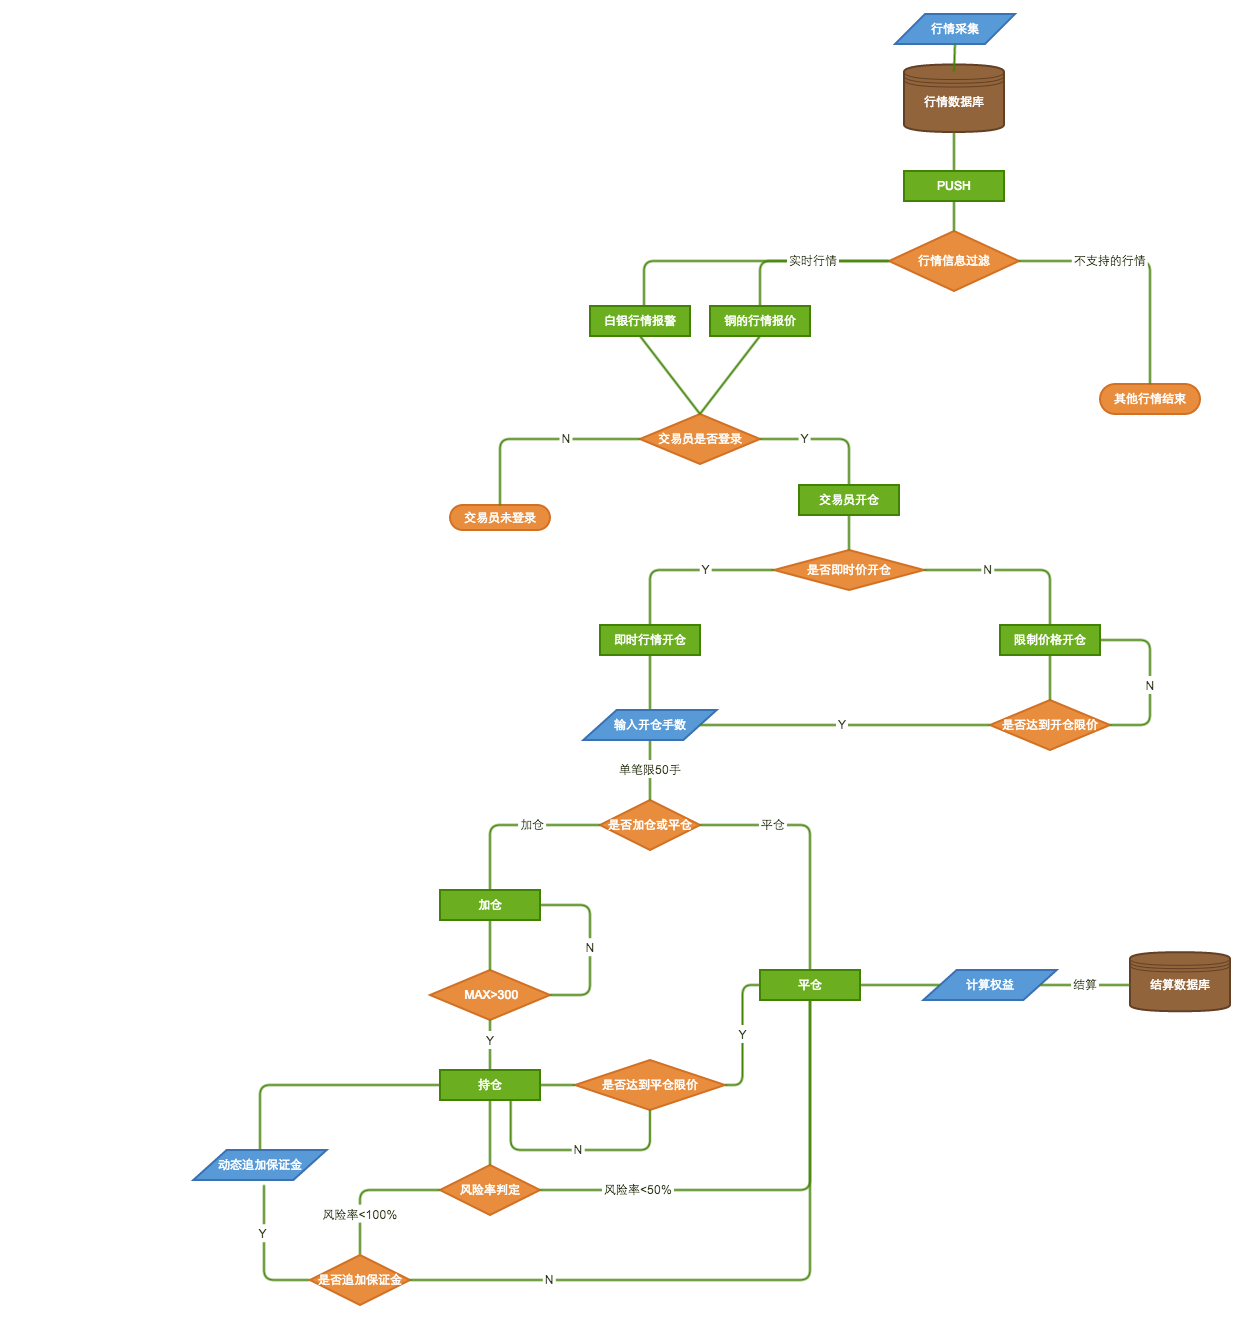 行情采集
行情数据库
PUSH
行情信息过滤
实时行情
不支持的行情
白银行情报警
铜的行情报价
其他行情结束
交易员是否登录
N
Y
交易员开仓
交易员未登录
是否即时价开仓
Y
N
即时行情开仓
限制价格开仓
N
输入开仓手数
Y
是否达到开仓限价
单笔限50手
是否加仓或平仓
加仓
平仓
加仓
N
MAX>300
平仓
计算权益
结算
结算数据库
Y
Y
持仓
是否达到平仓限价
N
动态追加保证金
风险率判定
风险率<50%
风险率<100%
Y
是否追加保证金
N